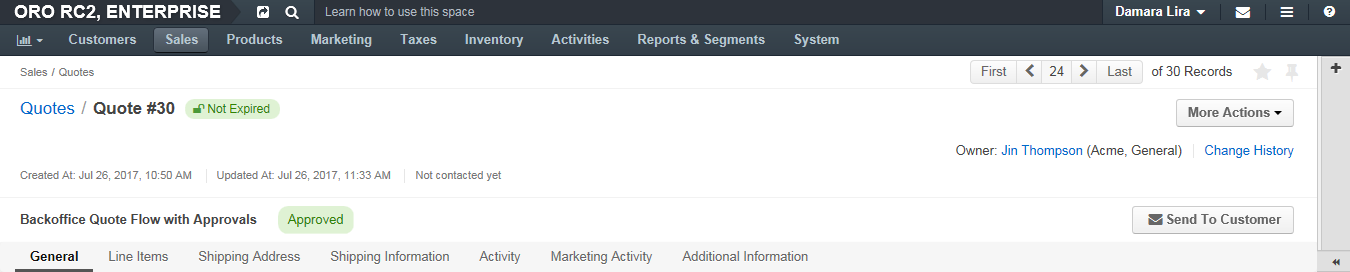 ORO RC2, ENTERPRISE Learn how to use this space Damara Lira
Customers Sales Products Marketing Taxes Inventory Activities Reports & Segments System
Sales / Quotes First 24 Last of 30 Records
Quotes / Quote #30 Not Expired More Actions
Owner: Jin Thompson (Acme, General) Change History
Created At: Jul 26, 2017, 10:50 AM Updated At: Jul 26, 2017, 11:33 AM Not contacted yet
Backoffice Quote Flow with Approvals Approved Send To Customer
General Line Items Shipping Address Shipping Information Activity Marketing Activity Additional Information